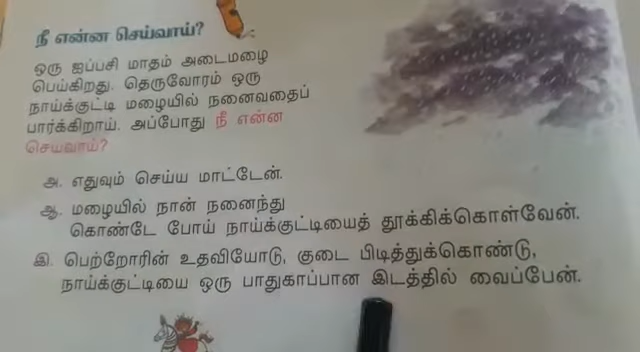 நீ என்ன செய்வாய்?
ஒரு ஐப்பசி மாதம் அடைமழை
பெய்கிறது. தெருவோரம் ஒரு
நாய்க்குட்டி மழையில் நனைவதைப்
பார்க்கிறாய். அப்போது நீ என்ன
செய்வாய்?
அ. எதுவும் செய்ய மாட்டேன்.
ஆ. மழையில் நான் நனைந்து
கொண்டே போய் நாய்க்குட்டியைத் தூக்கிக்கொள்வேன்.
இ. பெற்றோரின் உதவியோடு, குடை பிடித்துக்கொண்டு,
நாய்க்குட்டியை ஒரு பாதுகாப்பான இடத்தில் வைப்பேன்.